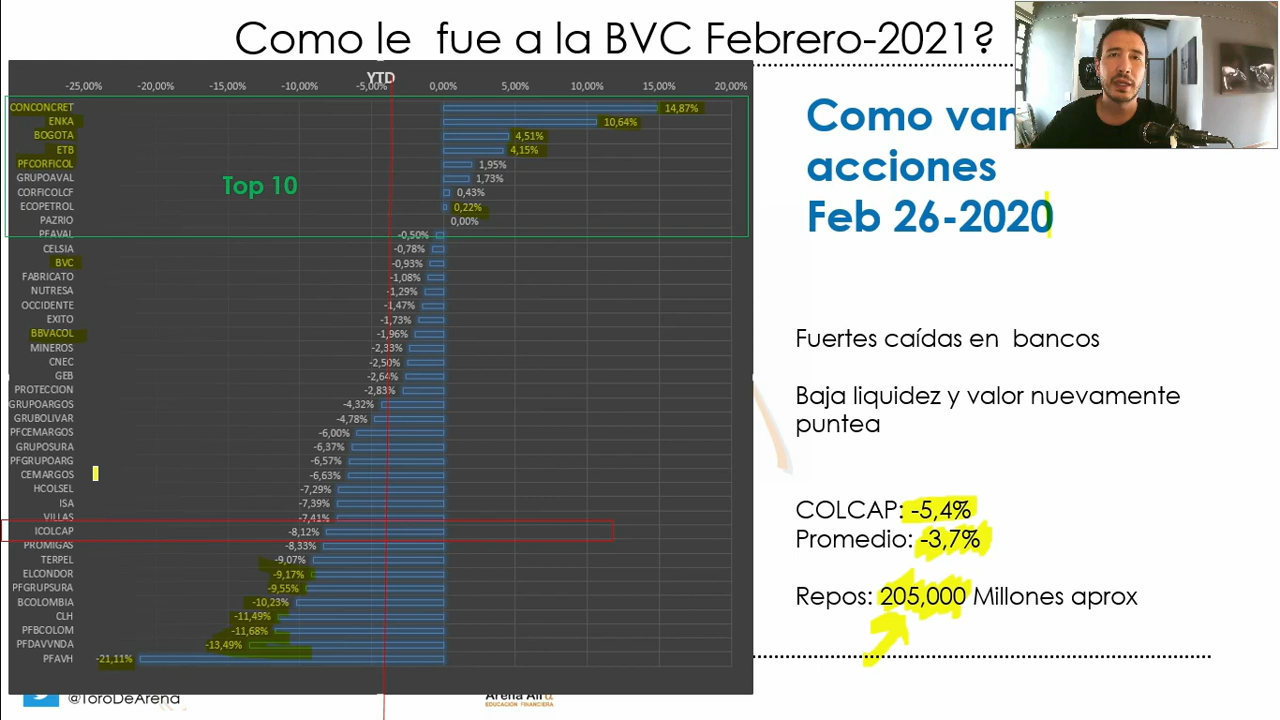 Como le fue a la BVC Febrero-2021?
YTD
-25,00% -20,00% -15,00% -10,00% -5,00% 0,00% 5,00% 10,00% 15,00% 20,00%
CONCONCRET 14,87%
ENKA 10,64%
BOGOTA 4,51%
ETB 4,15%
PFCORFICOL 1,95%
GRUPOAVAL 1,73%
Top 10
CORFICOLCF 0,43%
ECOPETROL 0,22%
PAZRIO 0,00%
PFAVAL -0,50%
CELSIA -0,78%
BVC -0,93%
FABRICATO -1,08%
NUTRESA -1,29%
OCCIDENTE -1,47%
EXITO -1,73%
BBVACOL -1,96%
MINEROS -2,33%
CNEC -2,50%
GEB -2,64%
PROTECCION -2,83%
GRUPOARGOS -4,32%
GRUBOLIVAR -4,78%
PFCEMARGOS -6,00%
GRUPOSURA -6,37%
PFGRUPOARG -6,57%
CEMARGOS -6,63%
HCOLSEL -7,29%
ISA -7,39%
VILLAS -7,41%
ICOLCAP -8,12%
PROMIGAS -8,33%
TERPEL -9,07%
ELCONDOR -9,17%
PFGRUPSURA -9,55%
BCOLOMBIA -10,23%
CLH -11,49%
PFBCOLOM -11,68%
PFDAVVNDA -13,49%
PFAVH -21,11%
Como van
acciones
Feb 26-2020
Fuertes caídas en bancos
Baja liquidez y valor nuevamente
puntea
COLCAP: -5,4%
Promedio: -3,7%
Repos: 205,000 Millones aprox
@ToroDeArena
EDUCACIÓN FINANCIERA